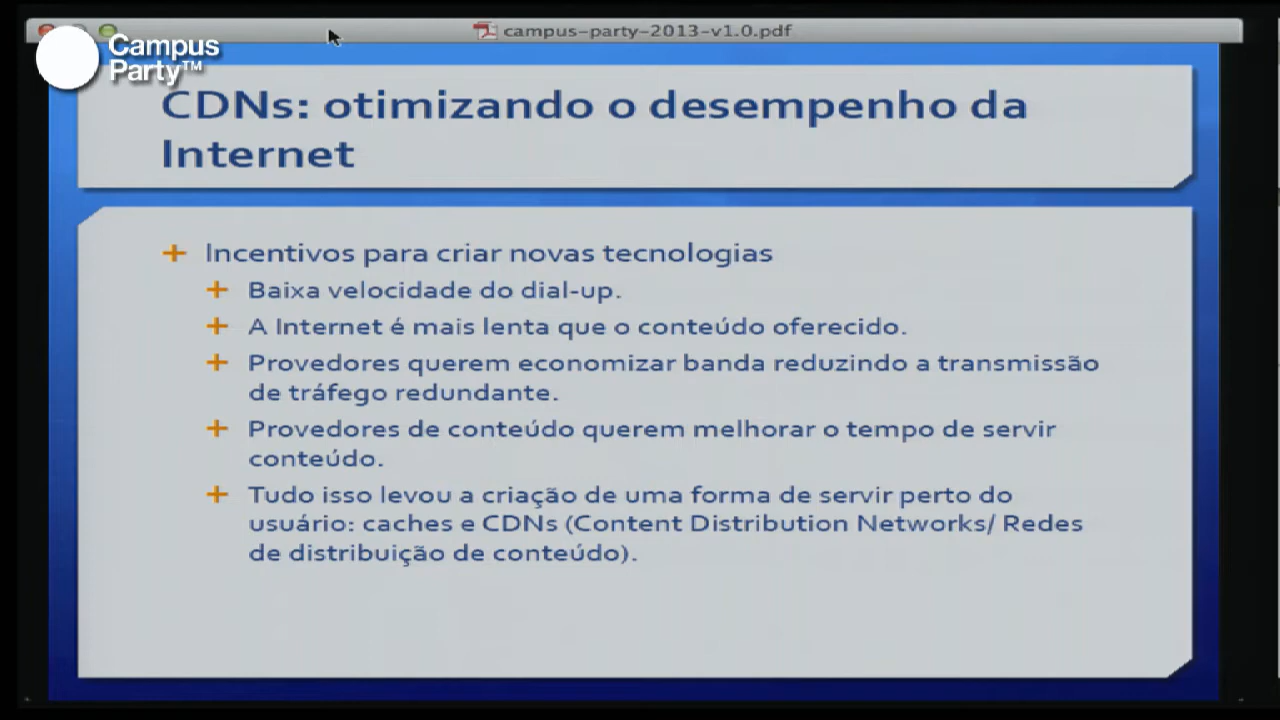 campus-party-2013-v1.0.pdf
Campus
Party™
CDNs: otimizando o desempenho da
Internet
Incentivos para criar novas tecnologias
Baixa velocidade do dial-up.
A Internet é mais lenta que o conteúdo oferecido.
Provedores querem economizar banda reduzindo a transmissão
de tráfego redundante.
Provedores de conteúdo querem melhorar o tempo de servir
conteúdo.
Tudo isso levou a criação de uma forma de servir perto do
usuário: caches e CDNs (Content Distribution Networks/ Redes
de distribuição de conteúdo).